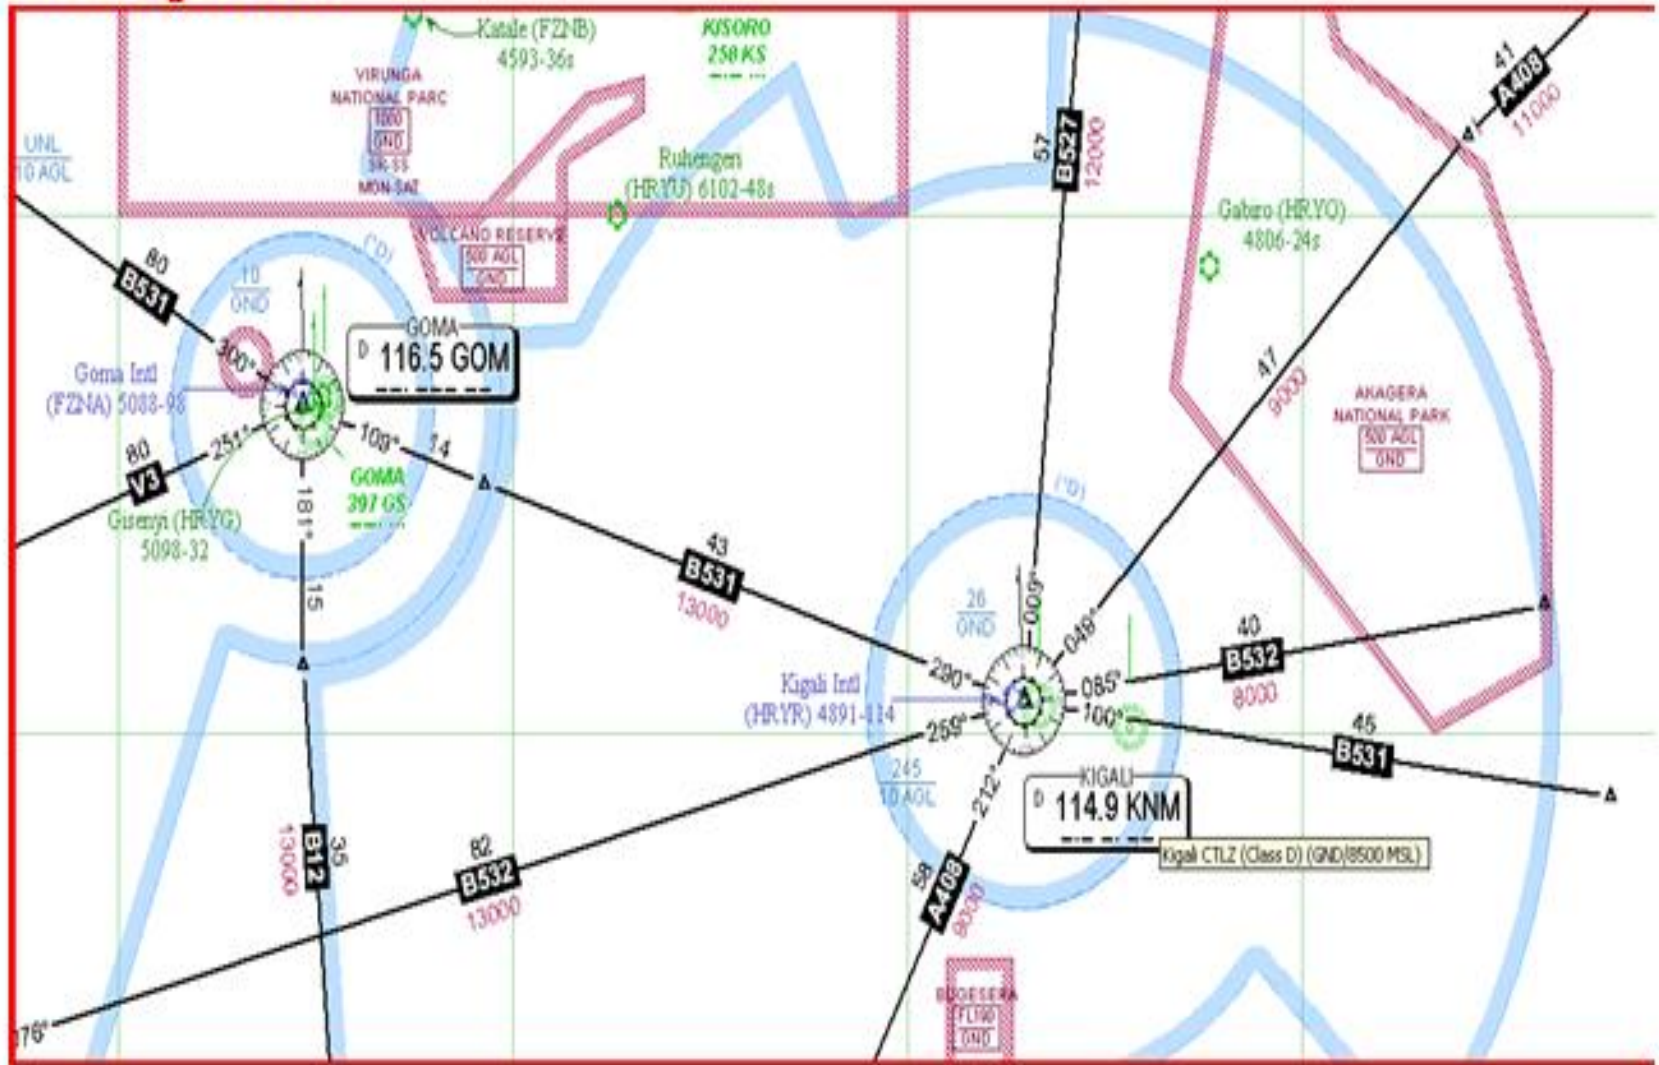 Katale (FZNB)
4593-36s
KISORO
258 KS
VIRUNGA
NATIONAL PARC
GND
SR-SS
MON-SAT
UNL
10 AGL
Ruhengeri
(HRYU) 6102-48s
VOLCANO RESERVE
500 AGL
GND
57
B527
12000
41
A408
11000
Gabiro (HRYO)
4806-24s
80
B531
300°
10
GND
('D)
GOMA
D 116.5 GOM
Goma Intl
(FZNA) 5088-98
80
V3
251°
109°
14
GOMA
397 GS
181°
Gisenyi (HRYG)
5098-32
15
47
9000
AKAGERA
NATIONAL PARK
500 AGL
GND
43
B531
13000
('D)
26
GND
009°
049°
40
B532
8000
085°
100°
290°
259°
Kigali Intl
(HRYR) 4891-114
45
B531
245
10 AGL
212°
KIGALI
D 114.9 KNM
Kigali CTLZ (Class D) (GND/8500 MSL)
58
A408
9000
35
B12
13000
82
B532
13000
BUGESERA
FL190
GND